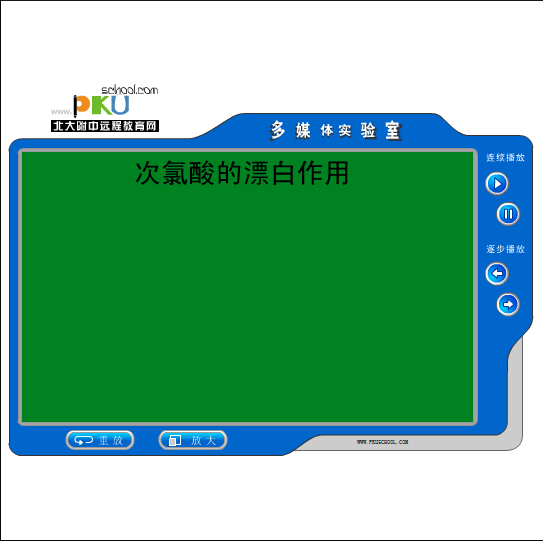 school.com
www.PKU
北大附中远程教育网
多媒体实验室
连续播放
次氯酸的漂白作用
逐步播放
重放
放大
WWW.PKUSCHOOL.COM